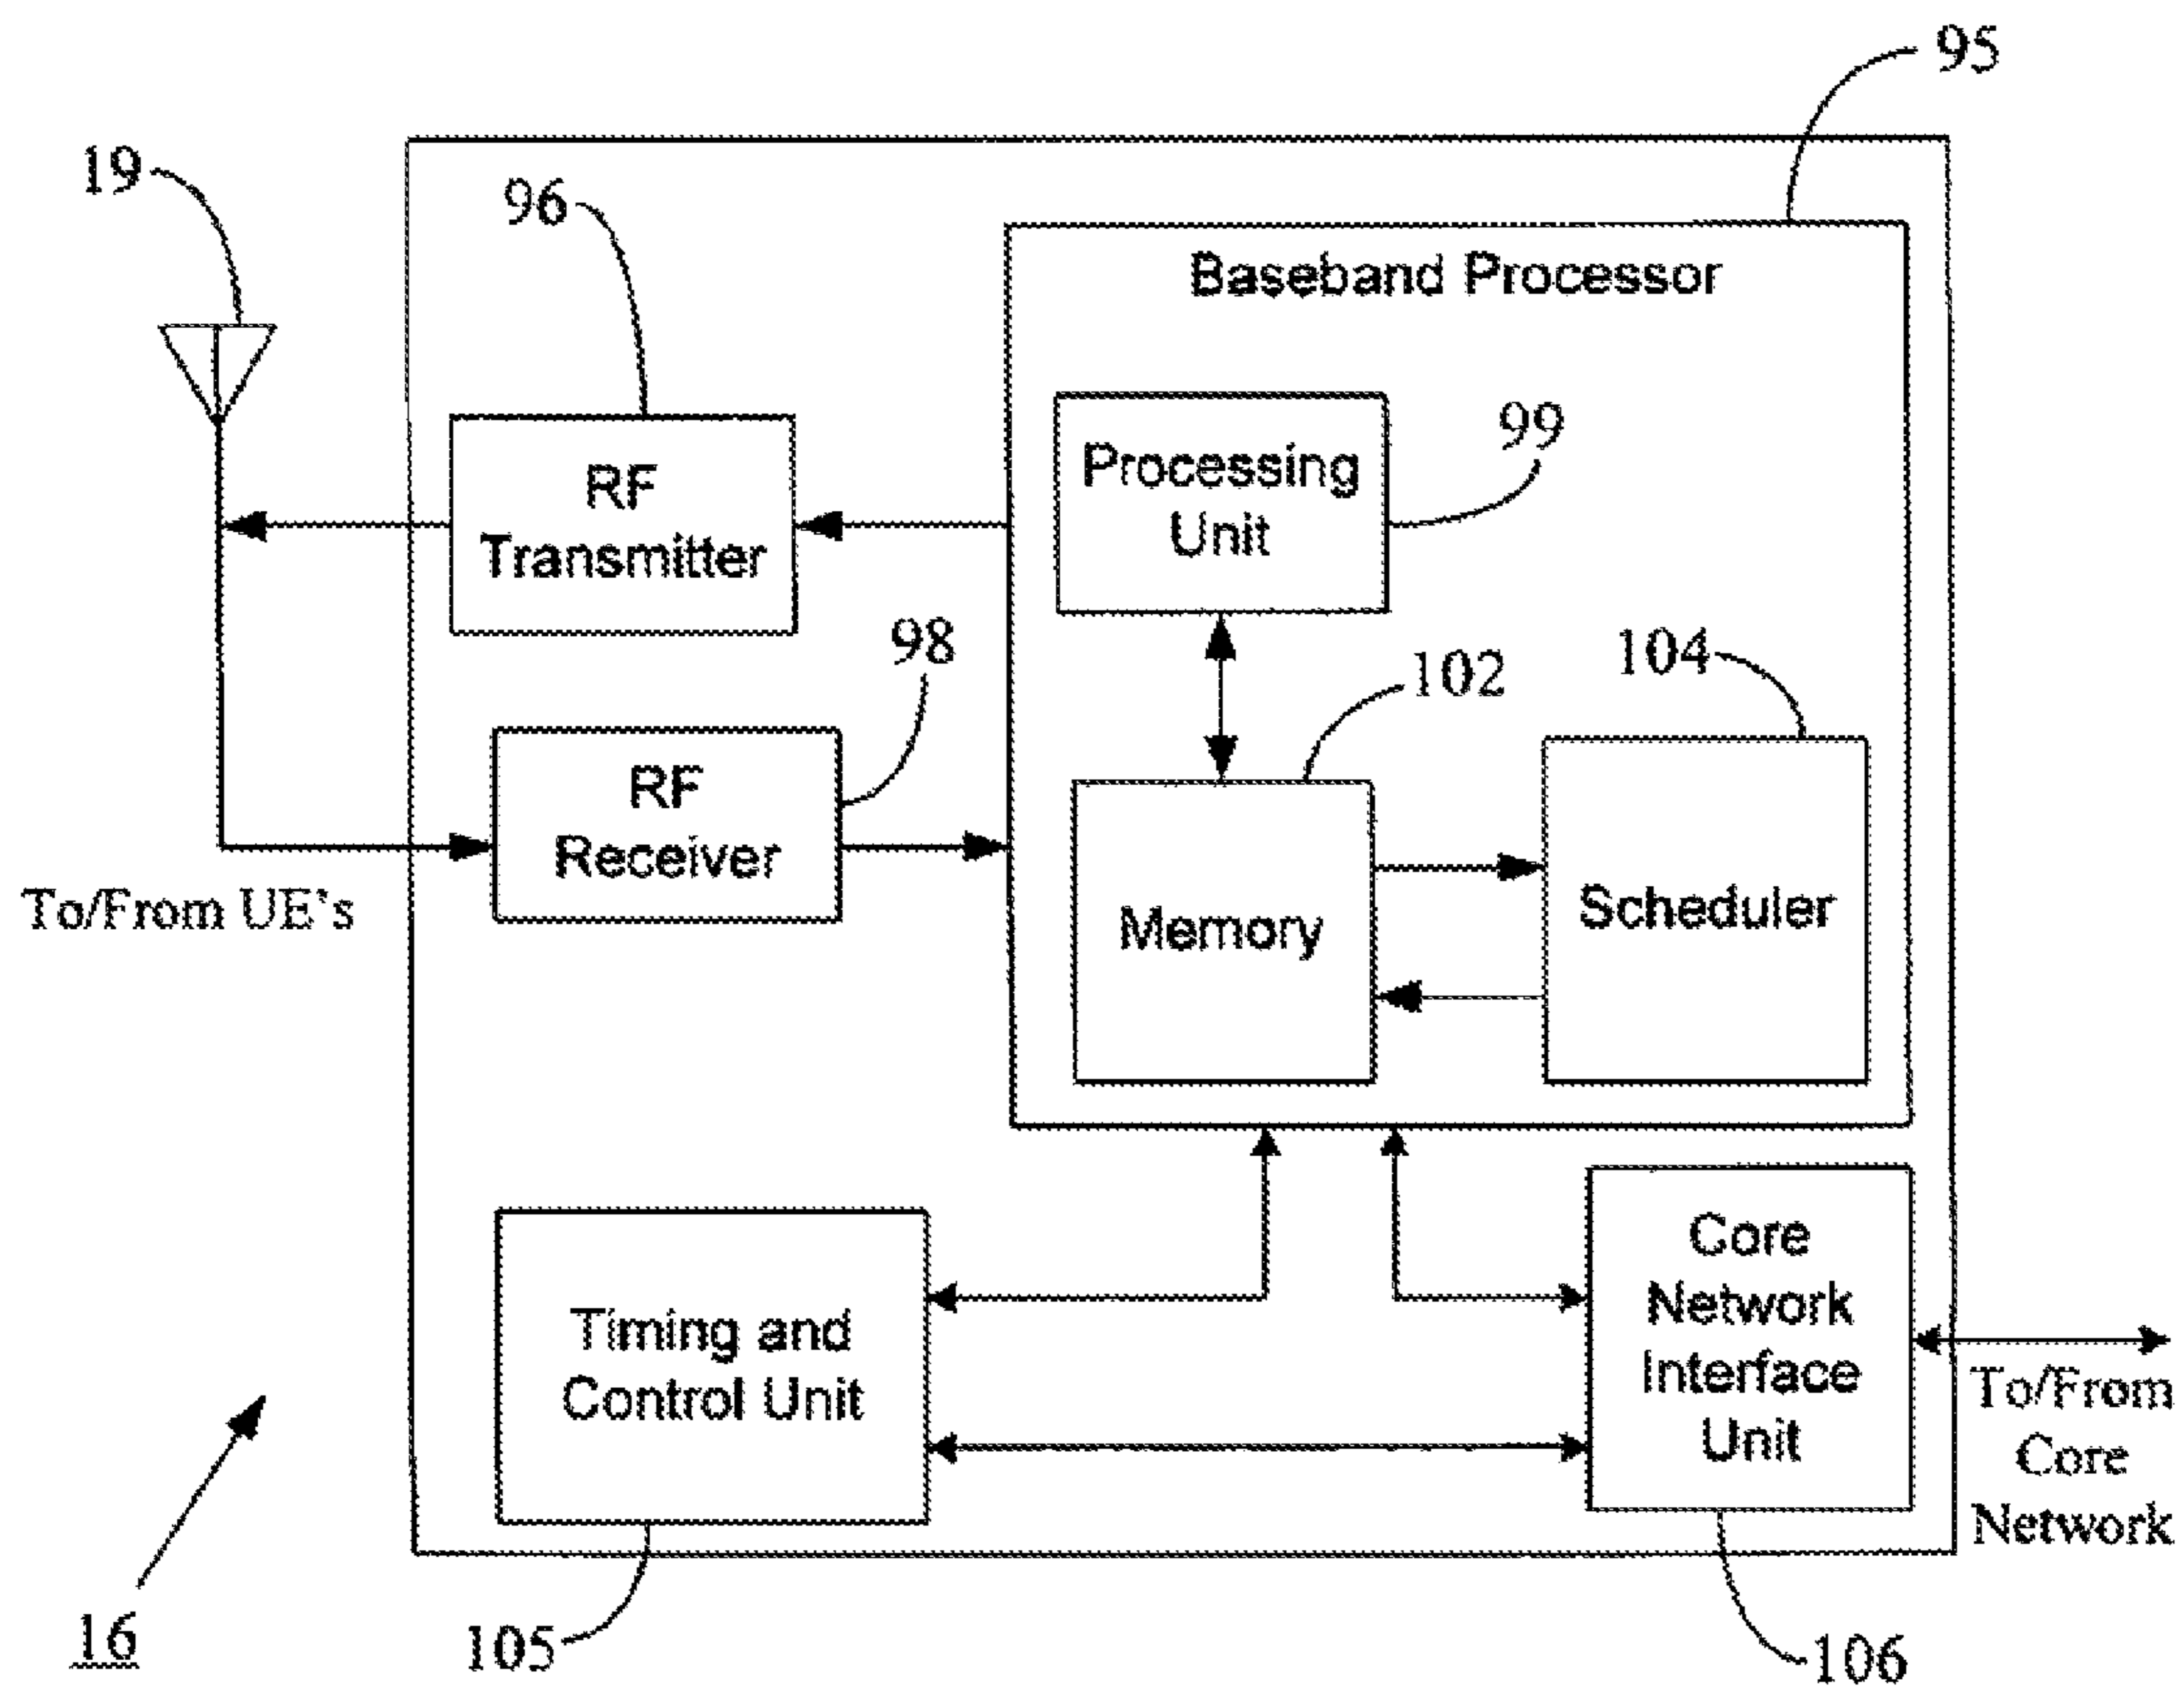 95
19
96
Baseband Processor
99
Processing
Unit
RF
Transmitter
98
104
102
RF
Receiver
To/From UE's
Memory
Scheduler
Core
Network
Interface
Unit
Timing and
Control Unit
To/From
Core
Network
16
105
106